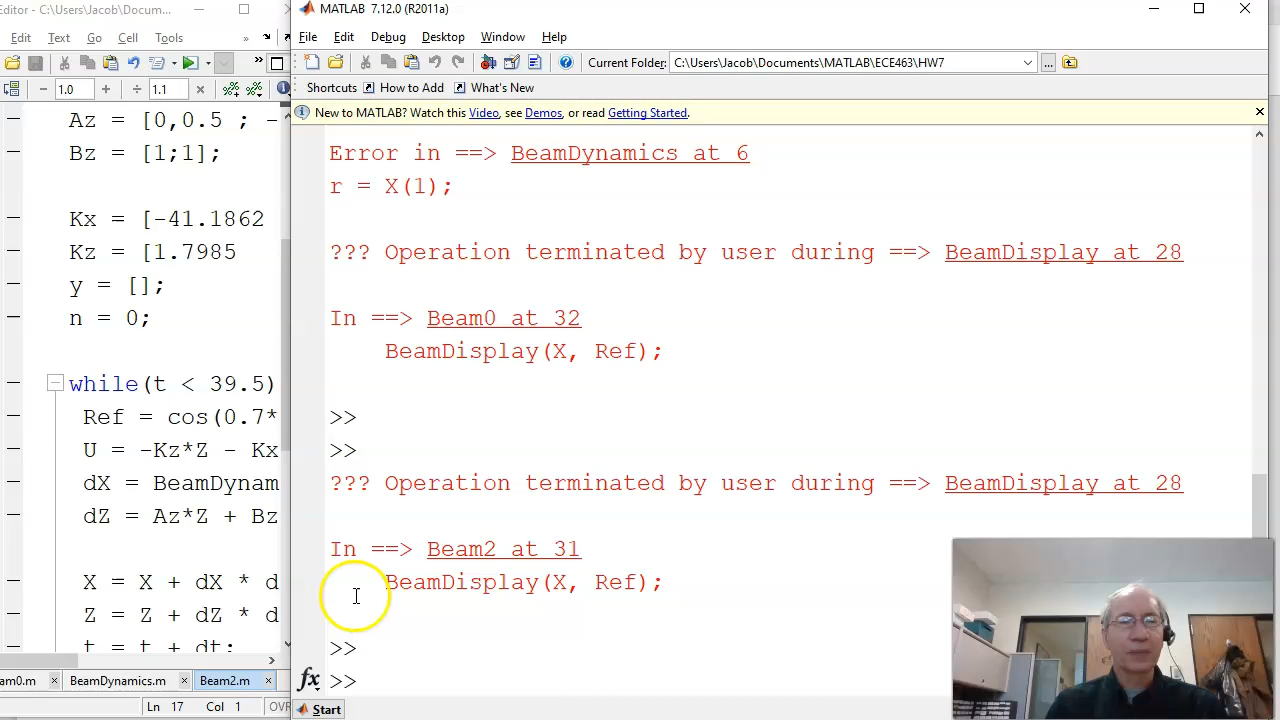 Editor - C:\Users\Jacob\Docum...
Edit Text Go Cell Tools »
»
1.0 1.1
Az = [0,0.5 ; -
Bz = [1;1];
Kx = [-41.1862
Kz = [1.7985
y = [];
n = 0;
while(t < 39.5)
Ref = cos(0.7*
U = -Kz*Z - Kx
dX = BeamDynam
dZ = Az*Z + Bz
X = X + dX * d
Z = Z + dZ * d
t = t + dt;
am0.m BeamDynamics.m Beam2.m
Ln 17 Col 1 OVR
MATLAB 7.12.0 (R2011a)
File Edit Debug Desktop Window Help
Current Folder: C:\Users\Jacob\Documents\MATLAB\ECE463\HW7 ...
Shortcuts How to Add What's New
New to MATLAB? Watch this Video, see Demos, or read Getting Started.
Error in ==> BeamDynamics at 6
r = X(1);
??? Operation terminated by user during ==> BeamDisplay at 28
In ==> Beam0 at 32
BeamDisplay(X, Ref);
>>
>>
??? Operation terminated by user during ==> BeamDisplay at 28
In ==> Beam2 at 31
BeamDisplay(X, Ref);
>>
fx >>
Start